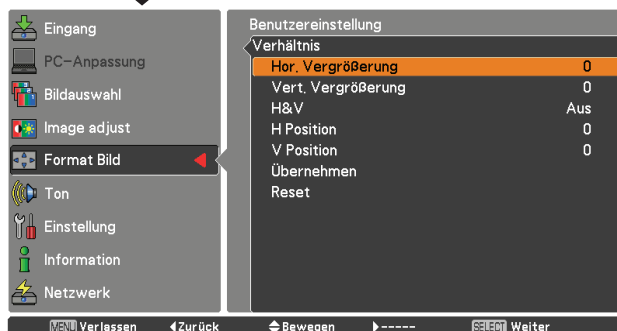 Eingang
PC-Anpassung
Bildauswahl
Image adjust
Format Bild
Ton
Einstellung
Information
Netzwerk
Benutzereinstellung
Verhältnis
Hor. Vergrößerung 0
Vert. Vergrößerung 0
H&V Aus
H Position 0
V Position 0
Übernehmen
Reset
MENU Verlassen Zurück Bewegen ----- SELECT Weiter